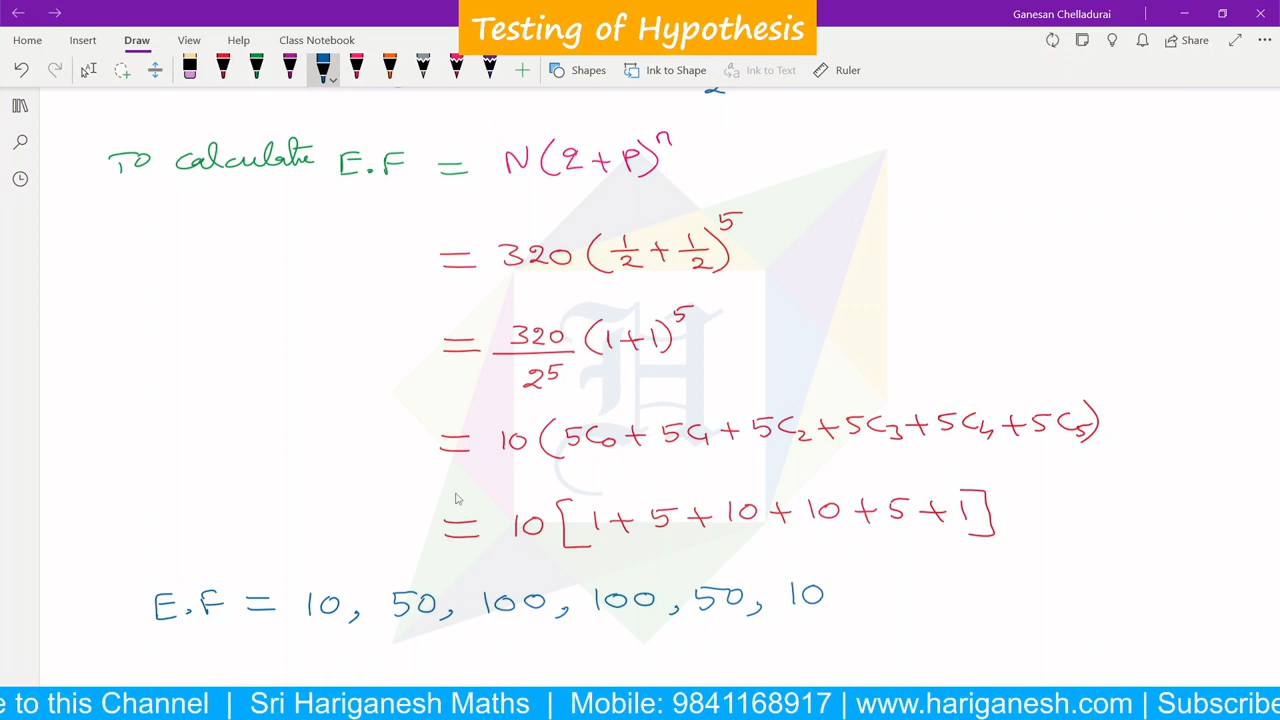 Testing of Hypothesis
Ganesan Chelladurai
Home Insert Draw View Help Class Notebook
Share
Shapes Ink to Shape Ink to Text Ruler
2
To calculate E.F = N(q+p)^n
= 320 (1/2 + 1/2)^5
= 320/2^5 (1+1)^5
= 10 (5C0 + 5C1 + 5C2 + 5C3 + 5C4 + 5C5)
= 10 [1 + 5 + 10 + 10 + 5 + 1]
E.F = 10, 50, 100, 100, 50, 10
H
e to this Channel | Sri Hariganesh Maths | Mobile: 9841168917 | www.hariganesh.com | Subscribe